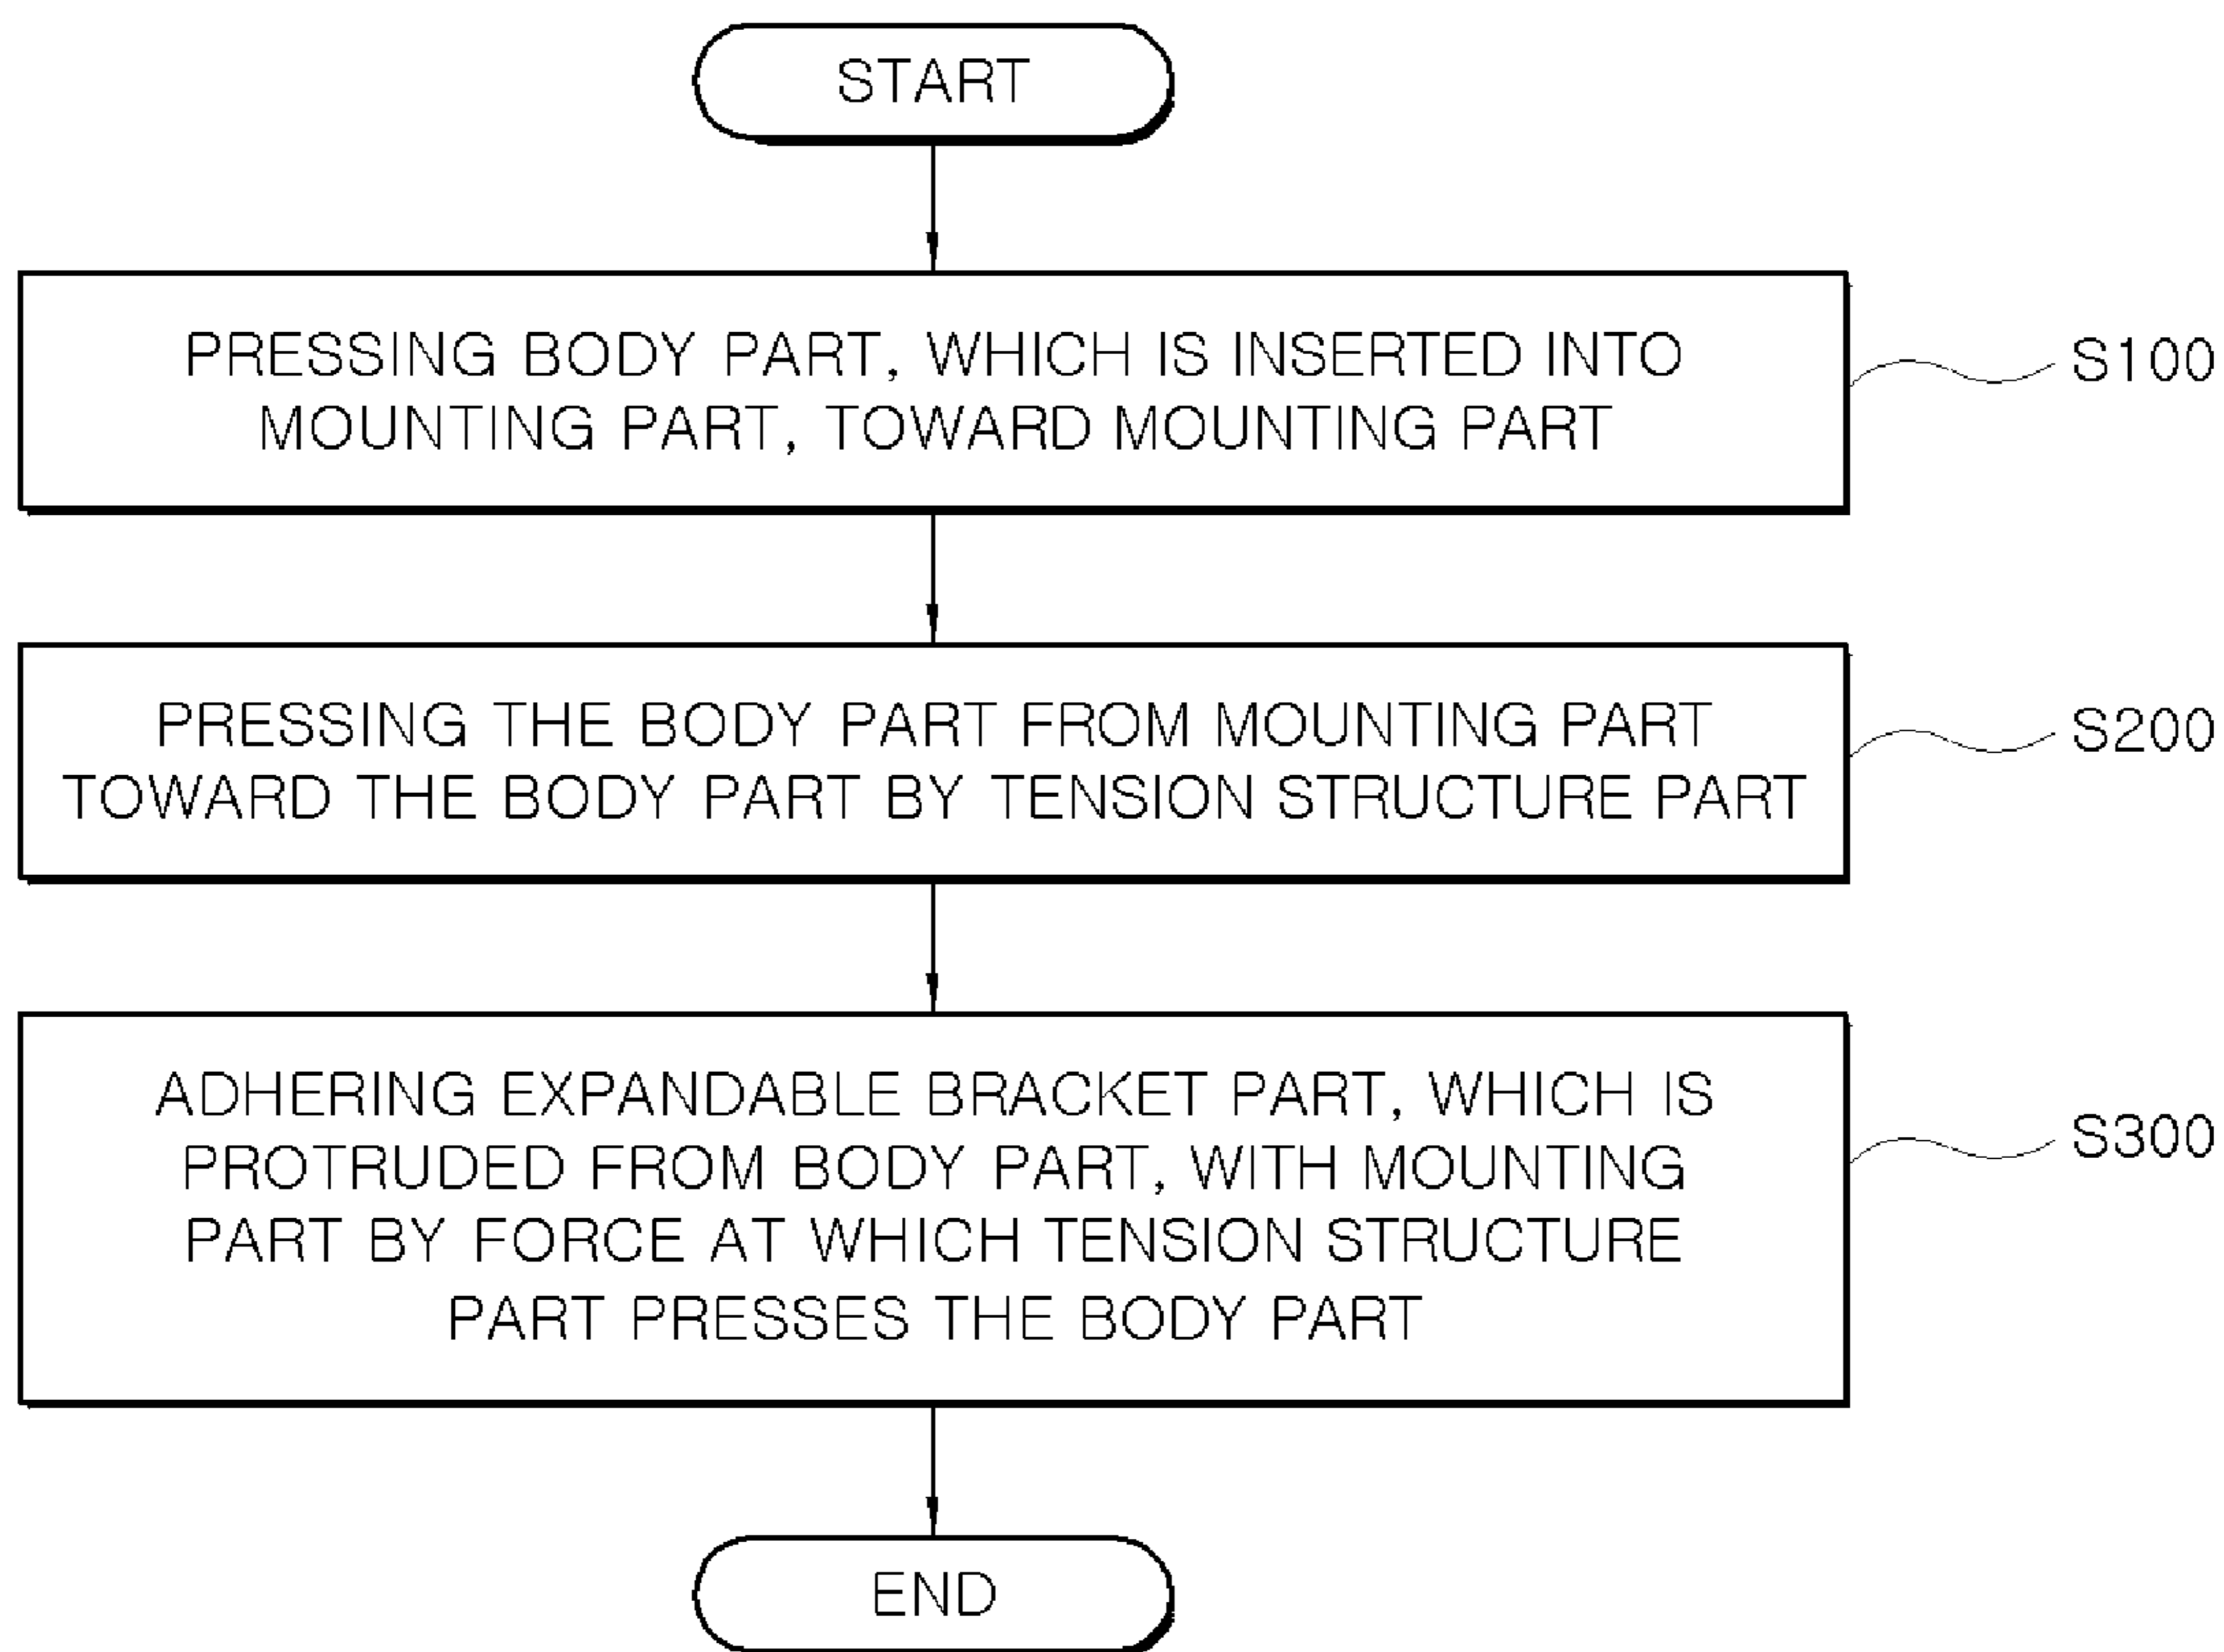 START
PRESSING BODY PART, WHICH IS INSERTED INTO
MOUNTING PART, TOWARD MOUNTING PART
S100
PRESSING THE BODY PART FROM MOUNTING PART
TOWARD THE BODY PART BY TENSION STRUCTURE PART
S200
ADHERING EXPANDABLE BRACKET PART, WHICH IS
PROTRUDED FROM BODY PART, WITH MOUNTING
PART BY FORCE AT WHICH TENSION STRUCTURE
PART PRESSES THE BODY PART
S300
END